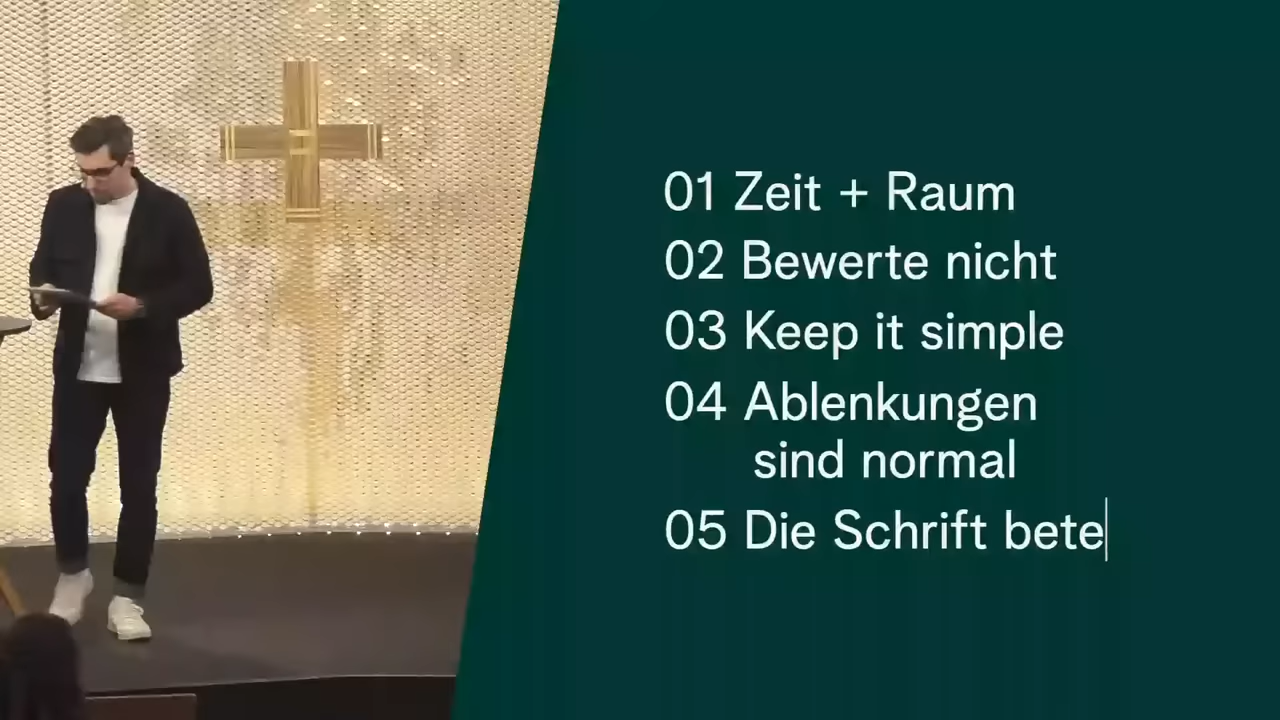 01 Zeit + Raum
02 Bewerte nicht
03 Keep it simple
04 Ablenkungen
sind normal
05 Die Schrift bete